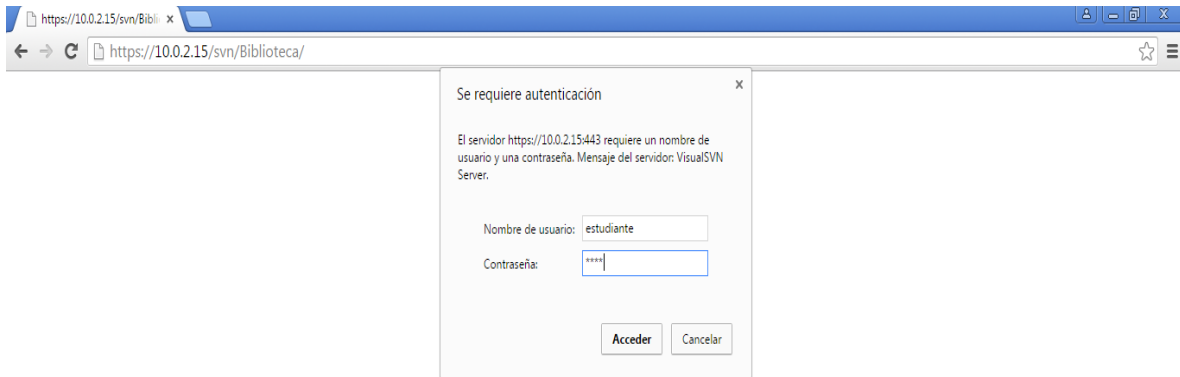 https://10.0.2.15/svn/Bibli
https://10.0.2.15/svn/Biblioteca/
Se requiere autenticación
El servidor https://10.0.2.15:443 requiere un nombre de
usuario y una contraseña. Mensaje del servidor: VisualSVN
Server.
Nombre de usuario: estudiante
Contraseña: ****
Acceder Cancelar